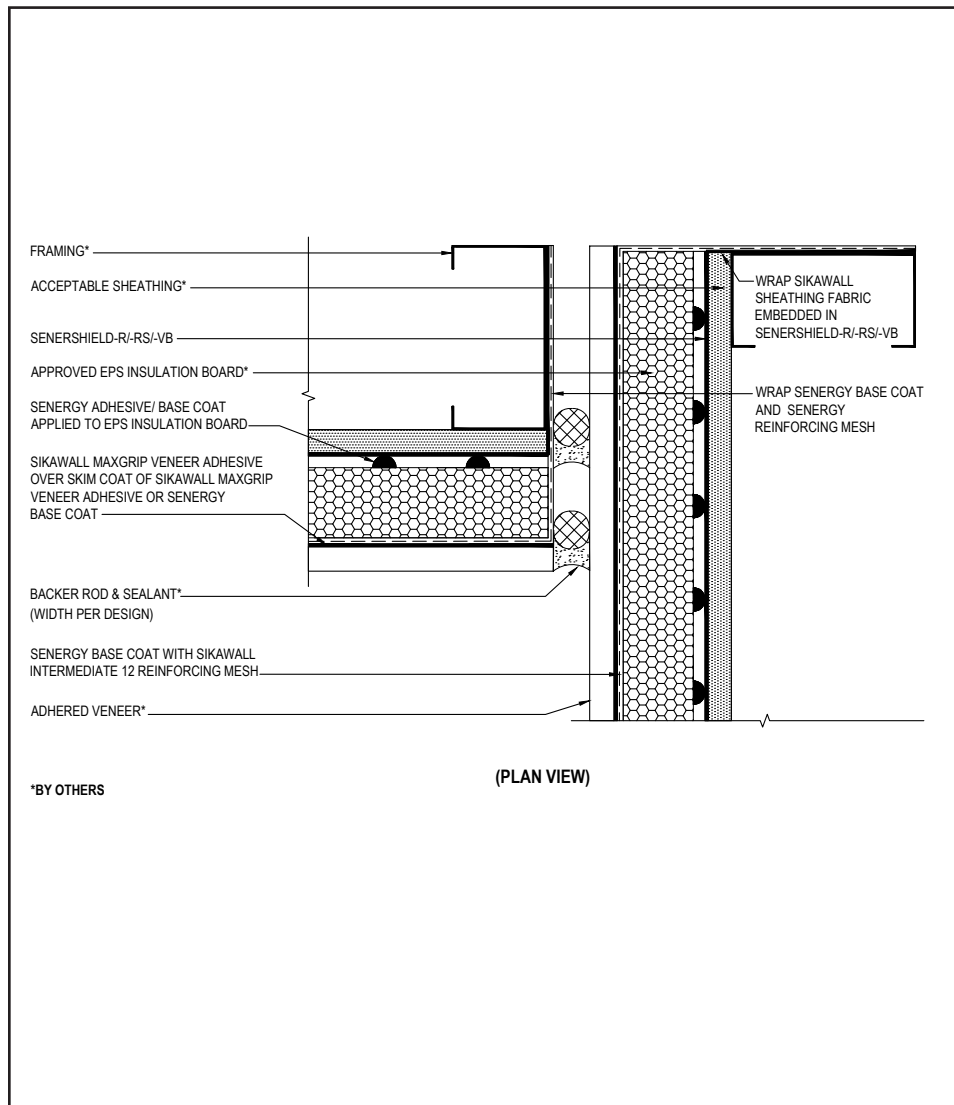 FRAMING*
ACCEPTABLE SHEATHING*
SENERSHIELD-R/-RS/-VB
APPROVED EPS INSULATION BOARD*
SENERGY ADHESIVE/ BASE COAT
APPLIED TO EPS INSULATION BOARD
SIKAWALL MAXGRIP VENEER ADHESIVE
OVER SKIM COAT OF SIKAWALL MAXGRIP
VENEER ADHESIVE OR SENERGY
BASE COAT
BACKER ROD & SEALANT*
(WIDTH PER DESIGN)
SENERGY BASE COAT WITH SIKAWALL
INTERMEDIATE 12 REINFORCING MESH
ADHERED VENEER*
WRAP SIKAWALL
SHEATHING FABRIC
EMBEDDED IN
SENERSHIELD-R/-RS/-VB
WRAP SENERGY BASE COAT
AND SENERGY
REINFORCING MESH
(PLAN VIEW)
*BY OTHERS